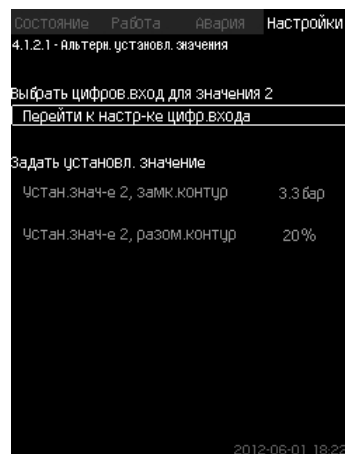 Состояние Работа Авария Настройки
4.1.2.1 - Альтерн. установл. значения
Выбрать цифров.вход для значения 2
Перейти к настр-ке цифр.входа
Задать установл. значение
Устан.знач-е 2, замк.контур 3.3 бар
Устан.знач-е 2, разом.контур 20%
2012-06-01 18:22